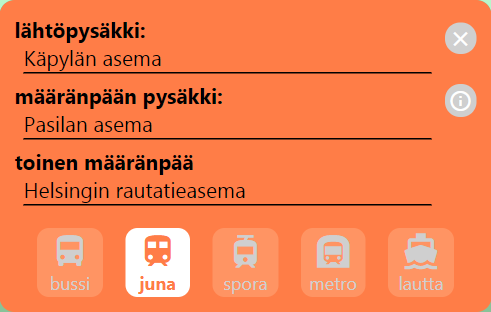 lähtöpysäkki:
Käpylän asema
määränpään pysäkki:
Pasilan asema
toinen määränpää
Helsingin rautatieasema
bussi juna spora metro lautta